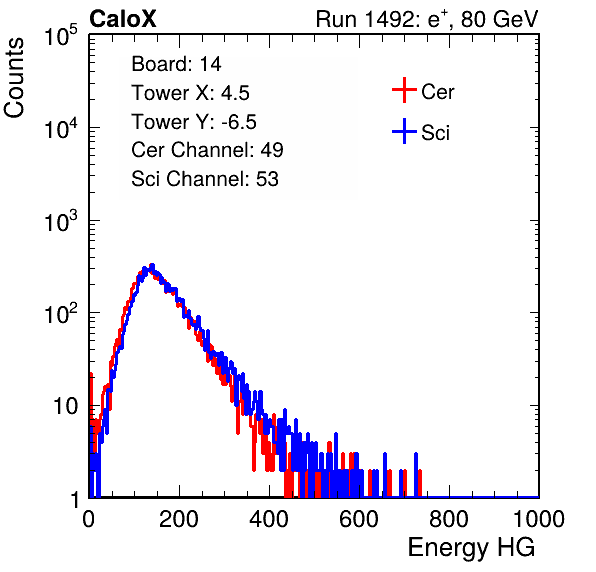 CaloX Run 1492: e⁺, 80 GeV
Counts
10⁵
10⁴
10³
10²
10
1
Board: 14
Tower X: 4.5
Tower Y: -6.5
Cer Channel: 49
Sci Channel: 53
Cer
Sci
0 200 400 600 800 1000
Energy HG